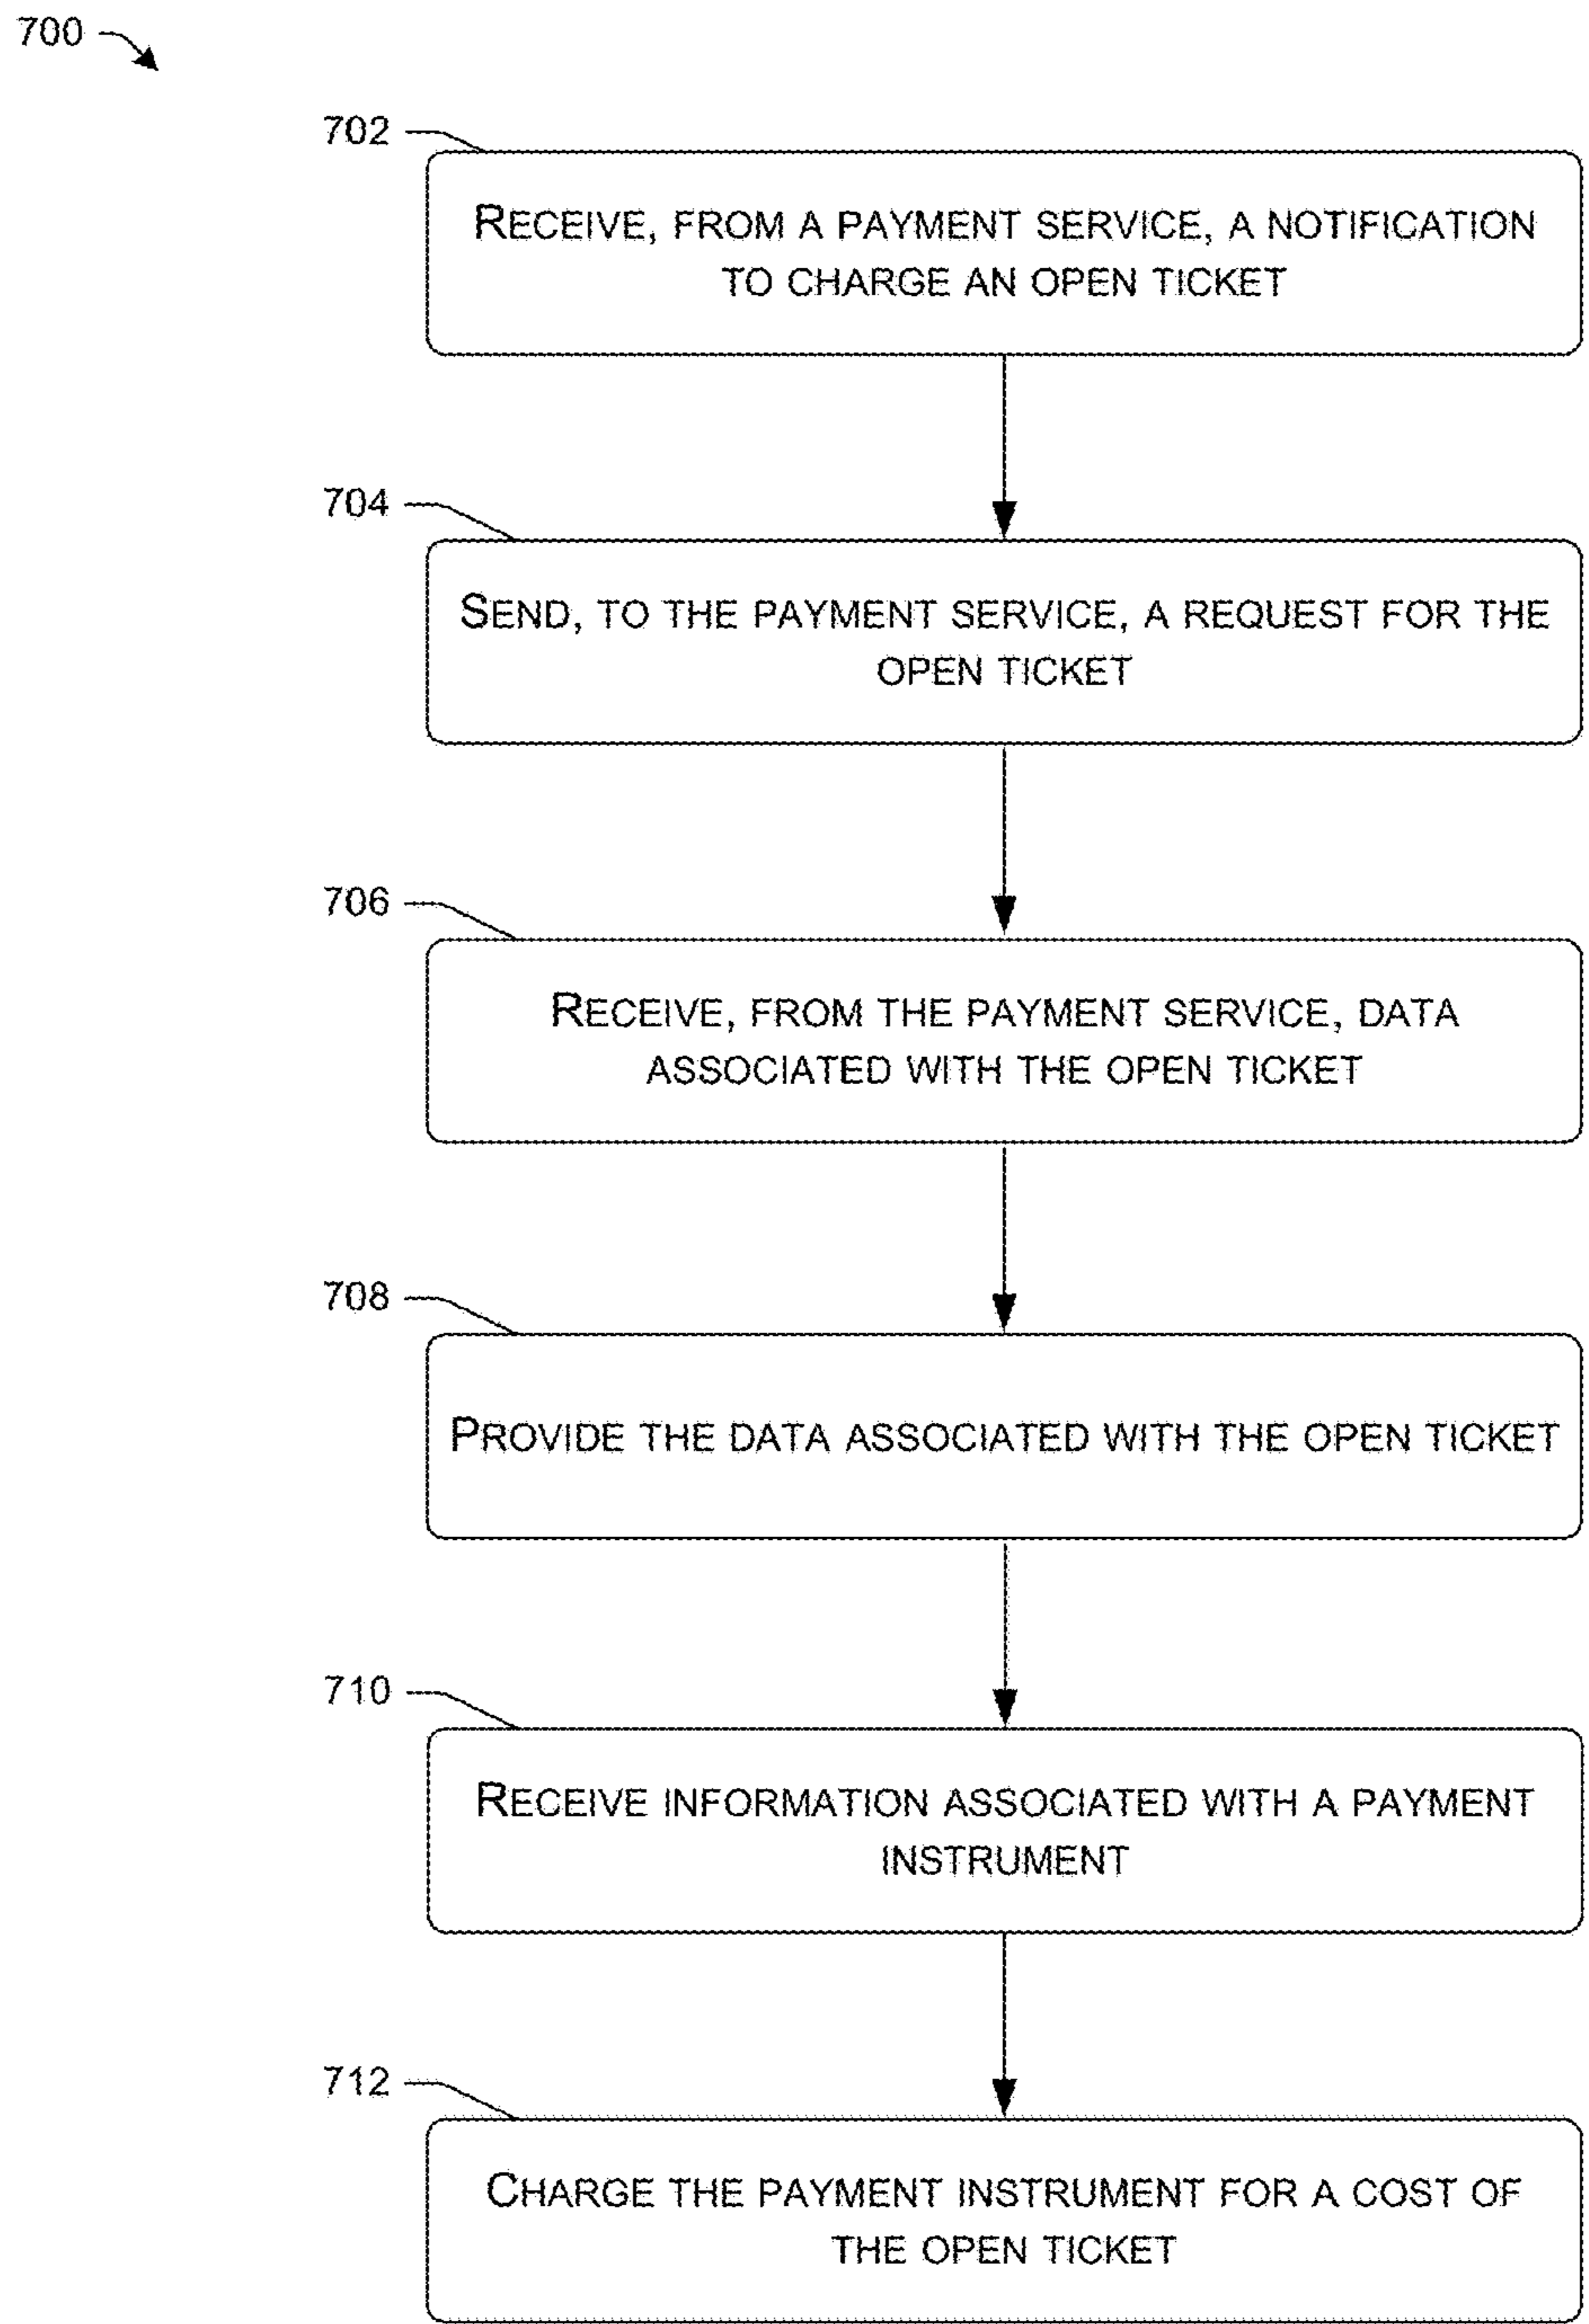 700
702
RECEIVE, FROM A PAYMENT SERVICE, A NOTIFICATION
TO CHARGE AN OPEN TICKET
704
SEND, TO THE PAYMENT SERVICE, A REQUEST FOR THE
OPEN TICKET
706
RECEIVE, FROM THE PAYMENT SERVICE, DATA
ASSOCIATED WITH THE OPEN TICKET
708
PROVIDE THE DATA ASSOCIATED WITH THE OPEN TICKET
710
RECEIVE INFORMATION ASSOCIATED WITH A PAYMENT
INSTRUMENT
712
CHARGE THE PAYMENT INSTRUMENT FOR A COST OF
THE OPEN TICKET